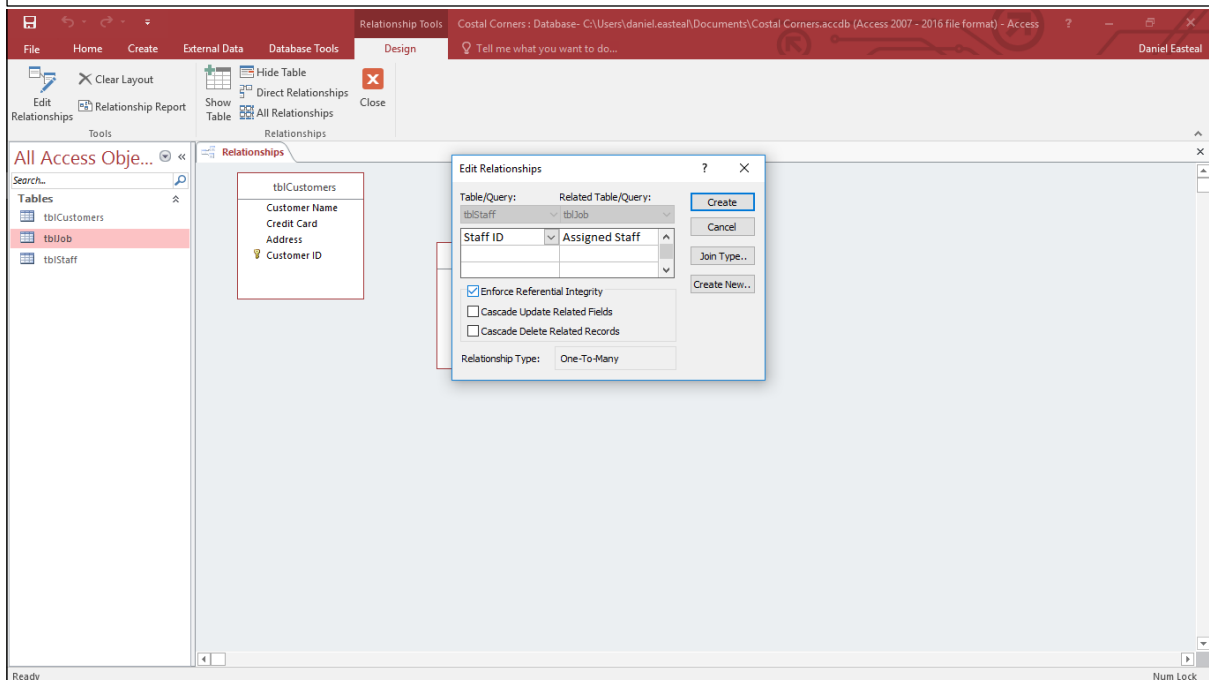 Relationship Tools
Costal Corners : Database- C:\Users\daniel.easteal\Documents\Costal Corners.accdb (Access 2007 - 2016 file format) - Access
?
File
Home
Create
External Data
Database Tools
Design
Tell me what you want to do...
Daniel Easteal
Edit Relationships
Clear Layout
Relationship Report
Tools
Show Table
Hide Table
Direct Relationships
All Relationships
Relationships
Close
All Access Obje...
Search...
Tables
tblCustomers
tblJob
tblStaff
Relationships
tblCustomers
Customer Name
Credit Card
Address
Customer ID
Edit Relationships
?
Table/Query:
Related Table/Query:
tblStaff
tblJob
Staff ID
Assigned Staff
Enforce Referential Integrity
Cascade Update Related Fields
Cascade Delete Related Records
Relationship Type:
One-To-Many
Create
Cancel
Join Type..
Create New..
Ready
Num Lock